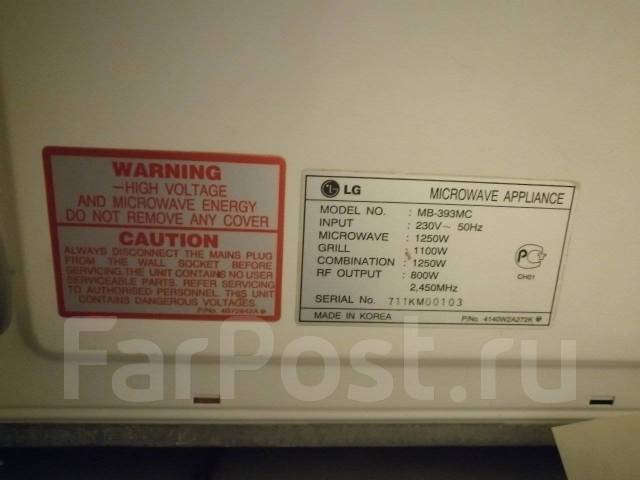 WARNING
–HIGH VOLTAGE
AND MICROWAVE ENERGY
DO NOT REMOVE ANY COVER
CAUTION
ALWAYS DISCONNECT THE MAINS PLUG
FROM THE WALL SOCKET BEFORE
SERVICING.THE UNIT CONTAINS NO USER
SERVICEABLE PARTS. REFER SERVICING
TO AUTHORISED PERSONNEL. THIS UNIT
CONTAINS DANGEROUS VOLTAGES.
LG MICROWAVE APPLIANCE
MODEL NO. : MB-393MC
INPUT : 230V~ 50Hz
MICROWAVE : 1250W
GRILL : 1100W
COMBINATION : 1250W
RF OUTPUT : 800W
2,450MHz
SERIAL NO. 711KM00103
MADE IN KOREA P/No. 4140W2A272K
PC
CH01
FarPost.ru